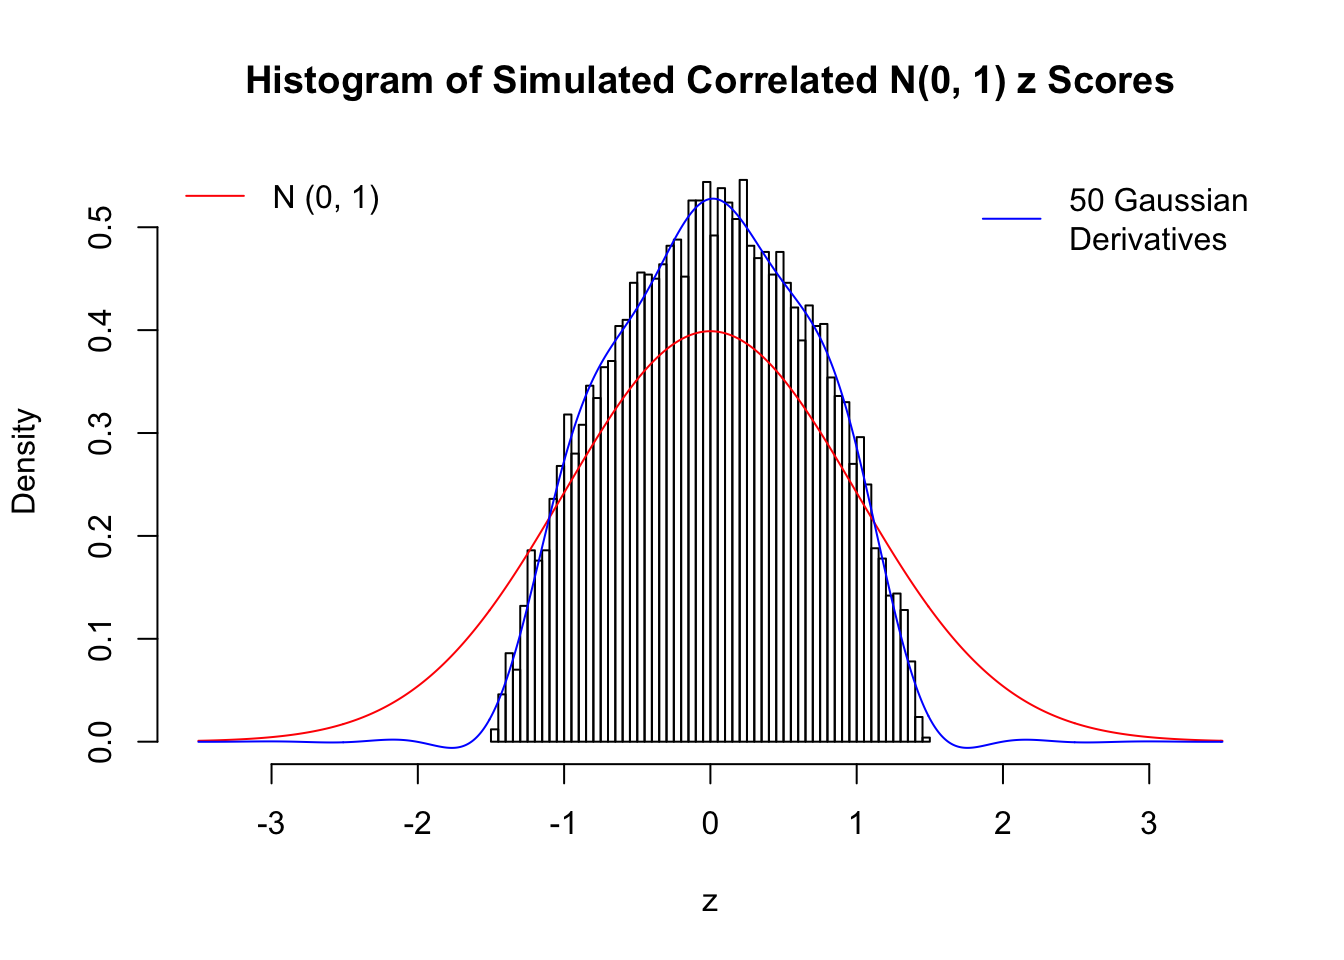 Histogram of Simulated Correlated N(0, 1) z Scores
N (0, 1)
50 Gaussian
Derivatives
Density
0.5
0.4
0.3
0.2
0.1
0.0
-3 -2 -1 0 1 2 3
z